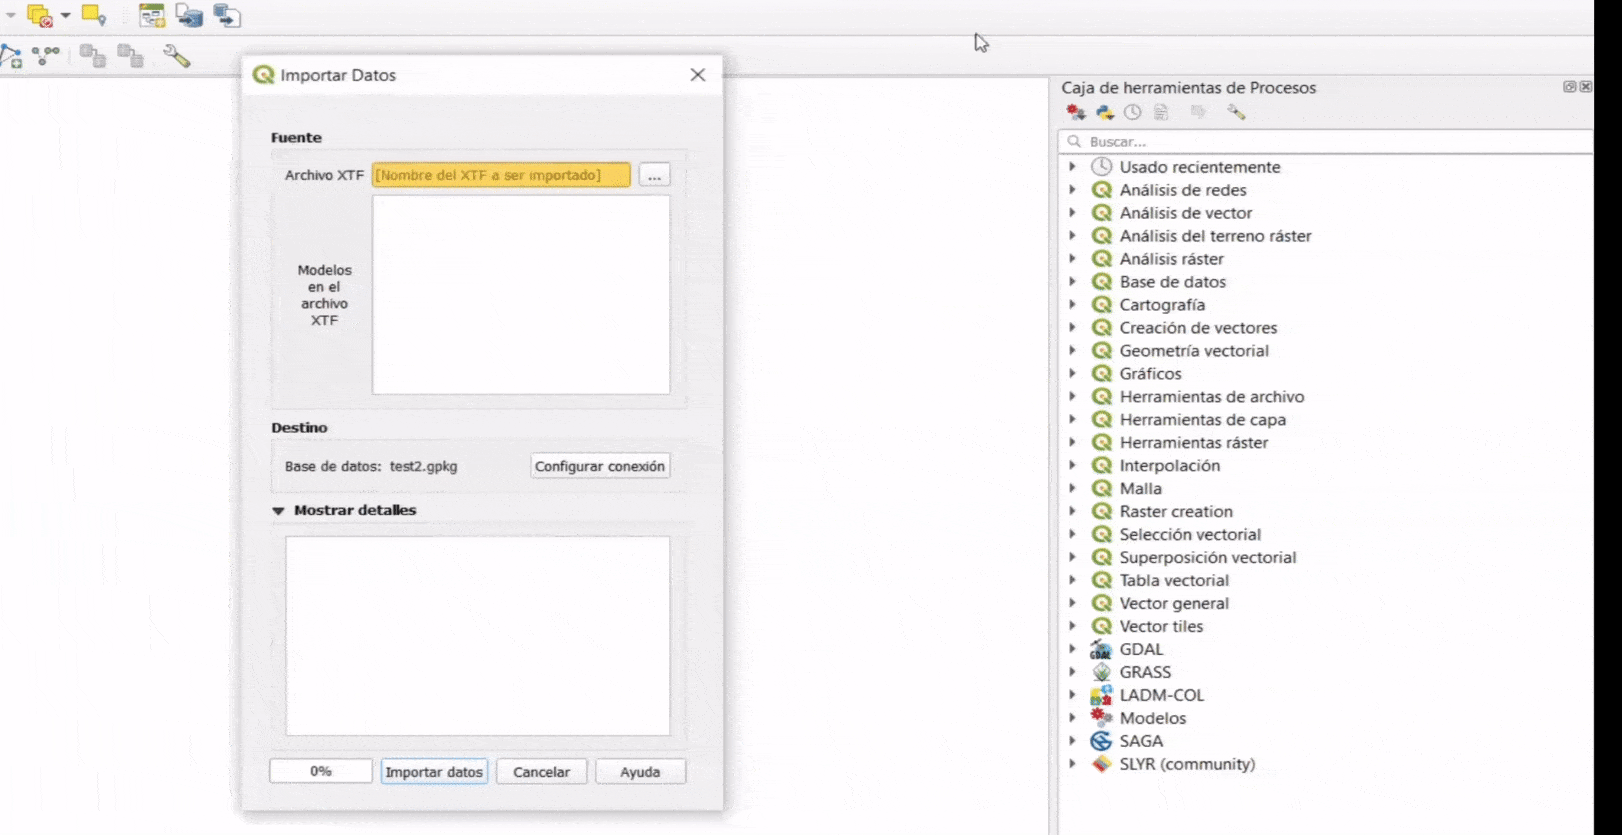 Importar Datos
Fuente
Archivo XTF
[Nombre del XTF a ser importado]
...
Modelos
en el
archivo
XTF
Destino
Base de datos: test2.gpkg
Configurar conexión
Mostrar detalles
0%
Importar datos
Cancelar
Ayuda
Caja de herramientas de Procesos
Buscar...
Usado recientemente
Análisis de redes
Análisis de vector
Análisis del terreno ráster
Análisis ráster
Base de datos
Cartografía
Creación de vectores
Geometría vectorial
Gráficos
Herramientas de archivo
Herramientas de capa
Herramientas ráster
Interpolación
Malla
Raster creation
Selección vectorial
Superposición vectorial
Tabla vectorial
Vector general
Vector tiles
GDAL
GRASS
LADM-COL
Modelos
SAGA
SLYR (community)